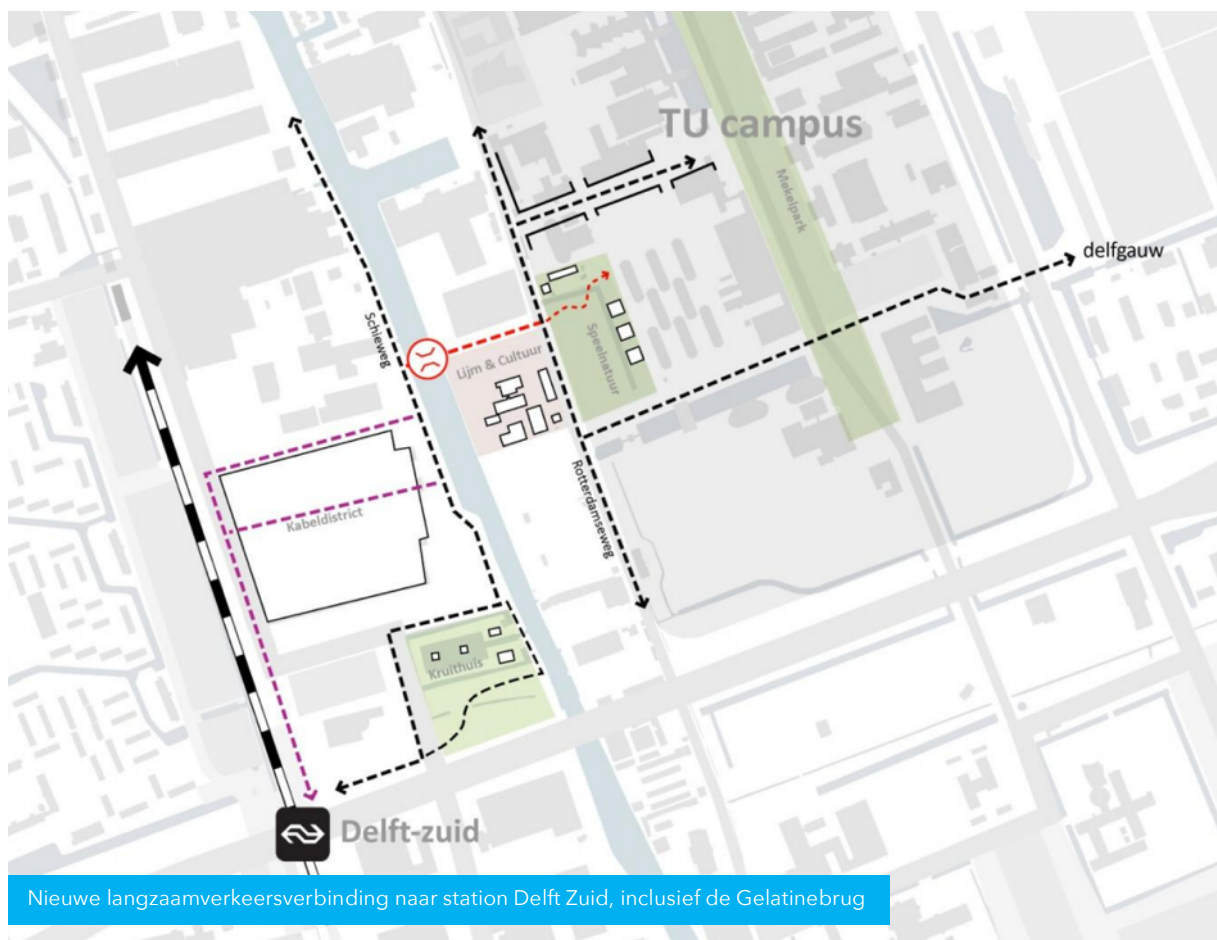 TU campus
Mekelpark
delfgauw
Schieweg
Lijm & Cultuur
Speelnatuur
Rotterdamseweg
Kabeldistrict
Kruithuis
Delft-zuid
Nieuwe langzaamverkeersverbinding naar station Delft Zuid, inclusief de Gelatinebrug